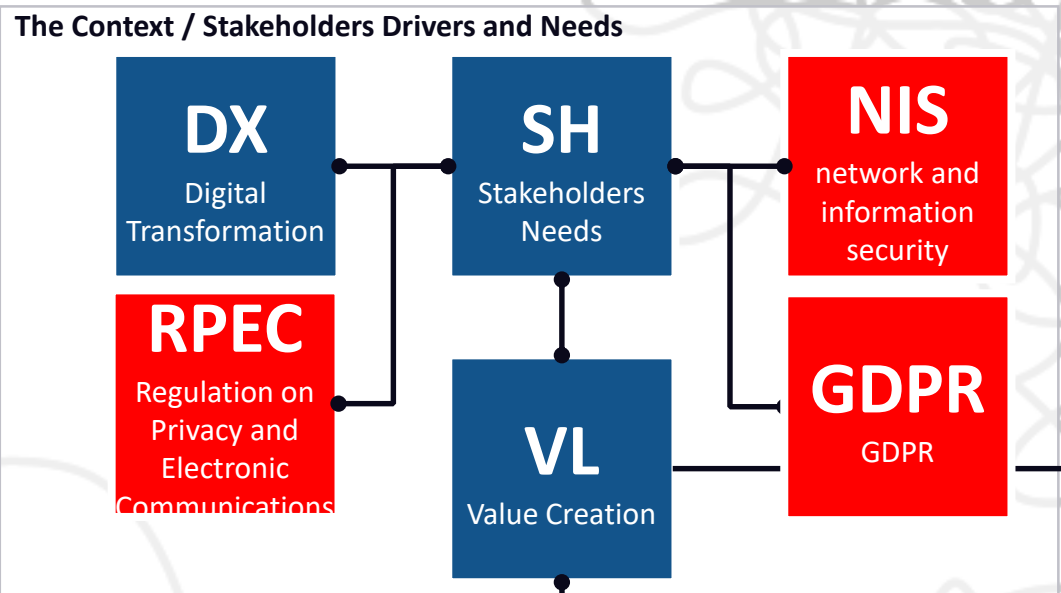 The Context / Stakeholders Drivers and Needs
DX
Digital
Transformation
SH
Stakeholders
Needs
NIS
network and
information
security
RPEC
Regulation on
Privacy and
Electronic
Communications
VL
Value Creation
GDPR
GDPR